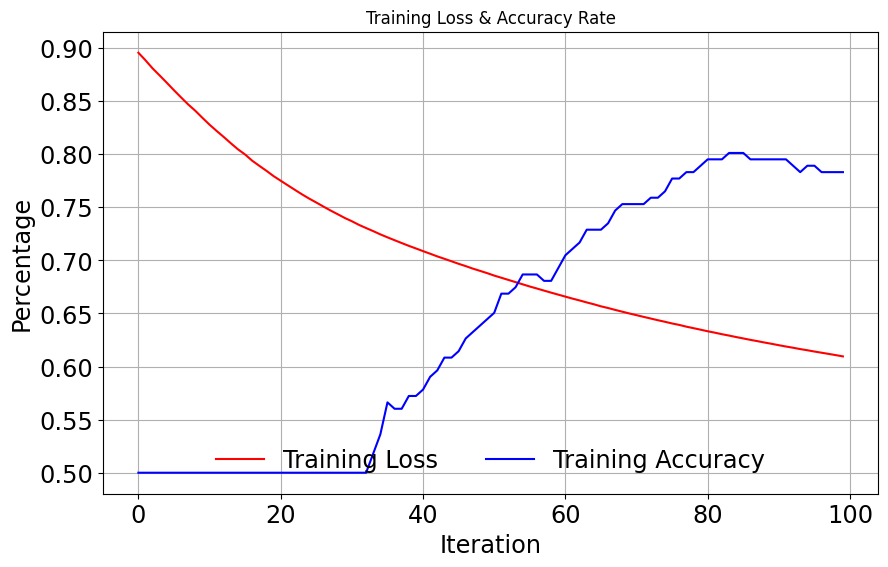 Training Loss & Accuracy Rate
0.90
0.85
0.80
0.75
0.70
0.65
0.60
0.55
0.50
Percentage
Training Loss Training Accuracy
0 20 40 60 80 100
Iteration